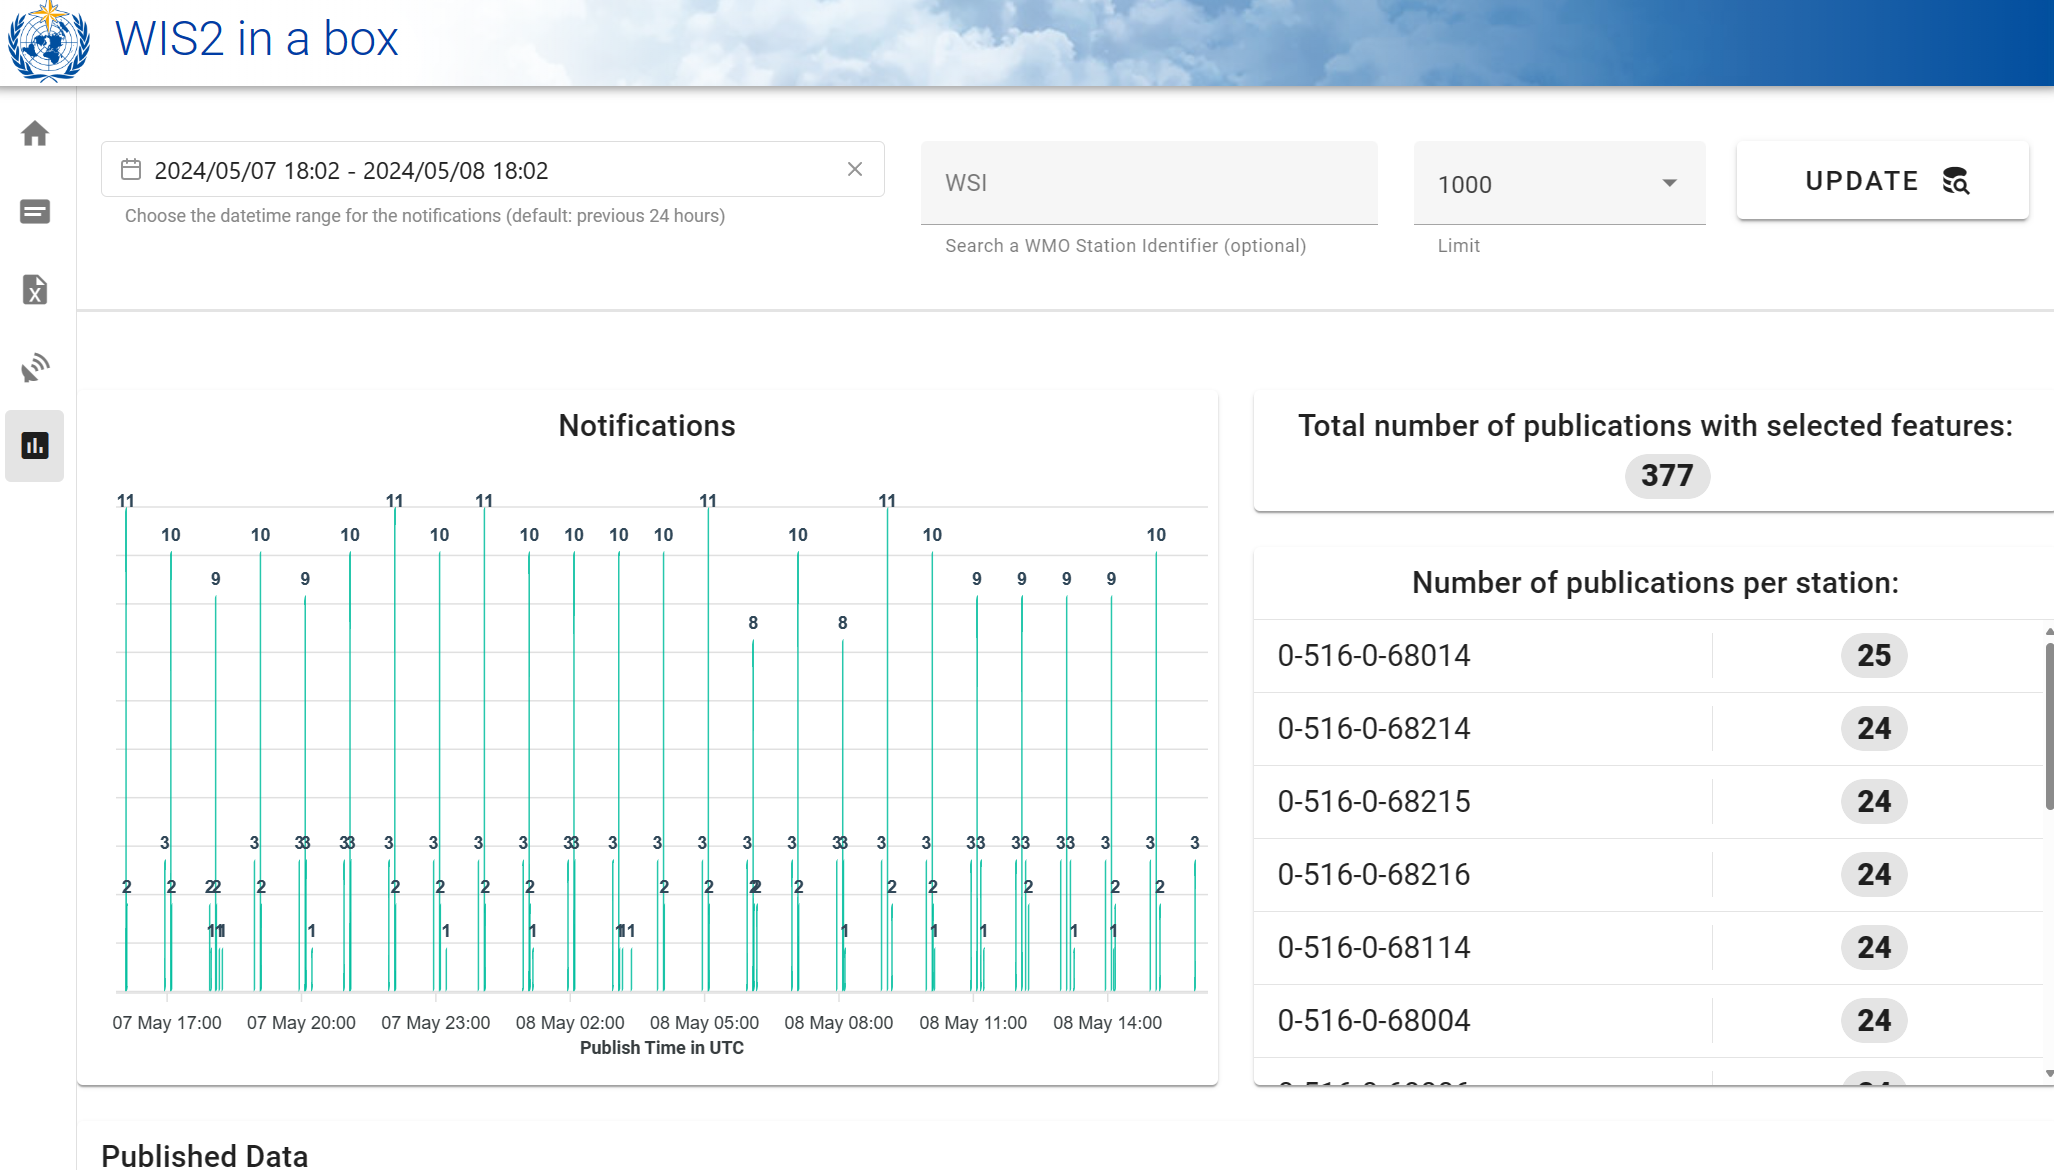 WIS2 in a box
2024/05/07 18:02 - 2024/05/08 18:02
Choose the datetime range for the notifications (default: previous 24 hours)
WSI
Search a WMO Station Identifier (optional)
1000
Limit
UPDATE
Notifications
11 11 11 11 11
10 10 10 10 10 10 10 10 10 10 10
9 9 9 9 9 9
8 8
3 3 33 33 3 3 3 3 33 3 3 3 3 3 33 3 3 33 33 33 3 3 3
2 2 22 2 2 2 2 2 2 2 22 2 2 2 2 2 2
111 1 1 1 11 1 1 1 1 1 1
07 May 17:00 07 May 20:00 07 May 23:00 08 May 02:00 08 May 05:00 08 May 08:00 08 May 11:00 08 May 14:00
Publish Time in UTC
Total number of publications with selected features:
377
Number of publications per station:
0-516-0-68014 25
0-516-0-68214 24
0-516-0-68215 24
0-516-0-68216 24
0-516-0-68114 24
0-516-0-68004 24
Published Data